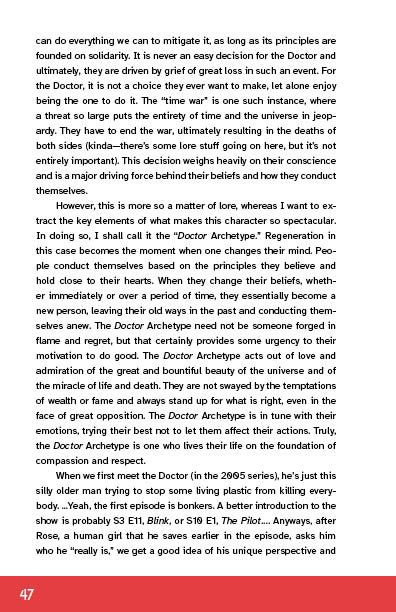 can do everything we can to mitigate it, as long as its principles are
founded on solidarity. It is never an easy decision for the Doctor and
ultimately, they are driven by grief of great loss in such an event. For
the Doctor, it is not a choice they ever want to make, let alone enjoy
being the one to do it. The “time war” is one such instance, where
a threat so large puts the entirety of time and the universe in jeop-
ardy. They have to end the war, ultimately resulting in the deaths of
both sides (kinda—there’s some lore stuff going on here, but it’s not
entirely important). This decision weighs heavily on their conscience
and is a major driving force behind their beliefs and how they conduct
themselves.
However, this is more so a matter of lore, whereas I want to ex-
tract the key elements of what makes this character so spectacular.
In doing so, I shall call it the “Doctor Archetype.” Regeneration in
this case becomes the moment when one changes their mind. Peo-
ple conduct themselves based on the principles they believe and
hold close to their hearts. When they change their beliefs, wheth-
er immediately or over a period of time, they essentially become a
new person, leaving their old ways in the past and conducting them-
selves anew. The Doctor Archetype need not be someone forged in
flame and regret, but that certainly provides some urgency to their
motivation to do good. The Doctor Archetype acts out of love and
admiration of the great and bountiful beauty of the universe and of
the miracle of life and death. They are not swayed by the temptations
of wealth or fame and always stand up for what is right, even in the
face of great opposition. The Doctor Archetype is in tune with their
emotions, trying their best not to let them affect their actions. Truly,
the Doctor Archetype is one who lives their life on the foundation of
compassion and respect.
When we first meet the Doctor (in the 2005 series), he’s just this
silly older man trying to stop some living plastic from killing every-
body. ...Yeah, the first episode is bonkers. A better introduction to the
show is probably S3 E11, Blink, or S10 E1, The Pilot.... Anyways, after
Rose, a human girl that he saves earlier in the episode, asks him
who he “really is,” we get a good idea of his unique perspective and
47